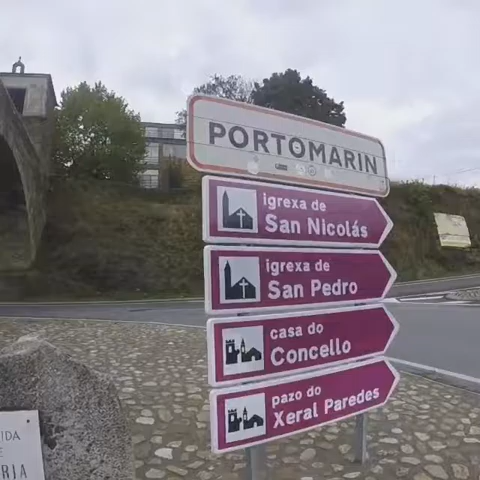 PORTOMARIN
igrexa de
San Nicolás
igrexa de
San Pedro
casa do
Concello
pazo do
Xeral Paredes